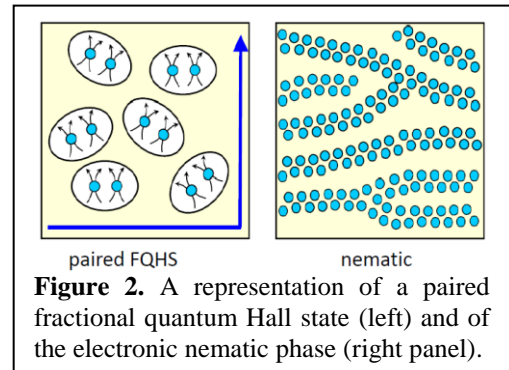 paired FQHS nematic
Figure 2. A representation of a paired
fractional quantum Hall state (left) and of
the electronic nematic phase (right panel).